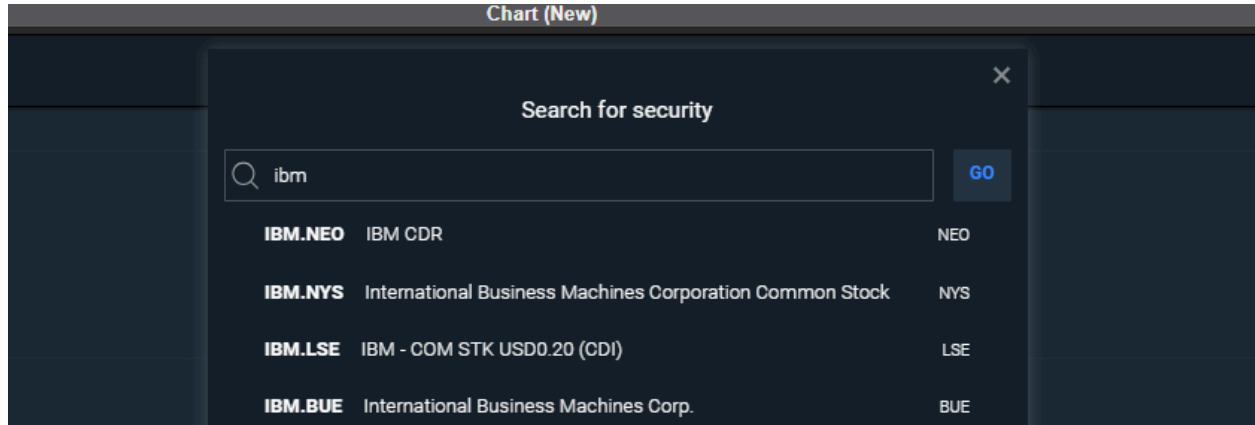 Chart (New)
Search for security
ibm GO
IBM.NEO IBM CDR NEO
IBM.NYS International Business Machines Corporation Common Stock NYS
IBM.LSE IBM - COM STK USD0.20 (CDI) LSE
IBM.BUE International Business Machines Corp. BUE